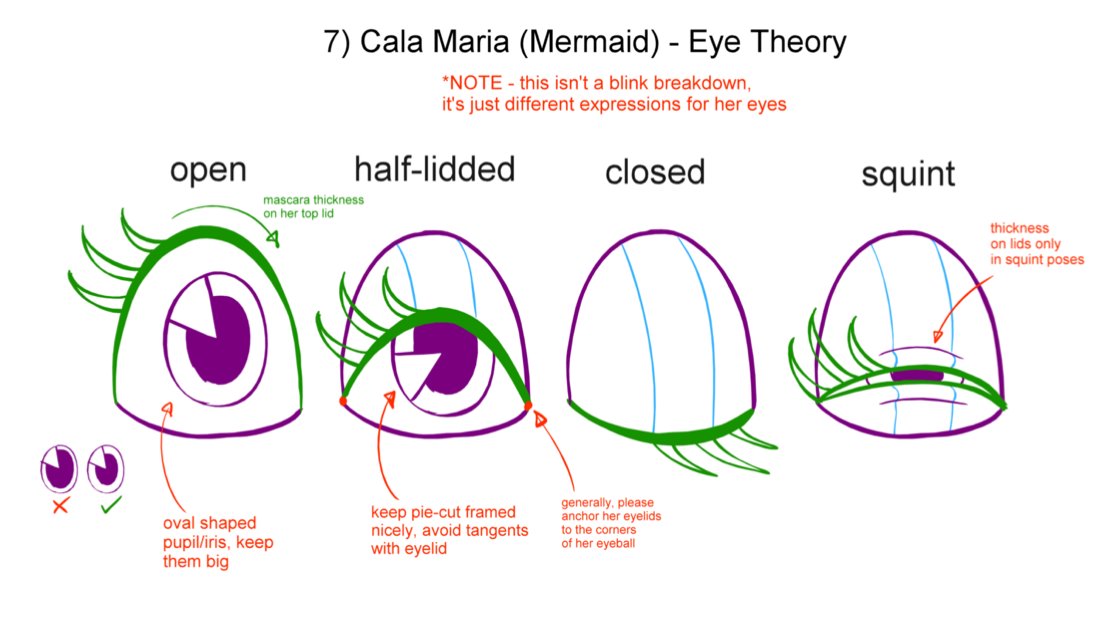 7) Cala Maria (Mermaid) - Eye Theory
*NOTE - this isn't a blink breakdown,
it's just different expressions for her eyes
open
half-lidded
closed
squint
mascara thickness
on her top lid
thickness
on lids only
in squint poses
oval shaped
pupil/iris, keep
them big
keep pie-cut framed
nicely, avoid tangents
with eyelid
generally, please
anchor her eyelids
to the corners
of her eyeball